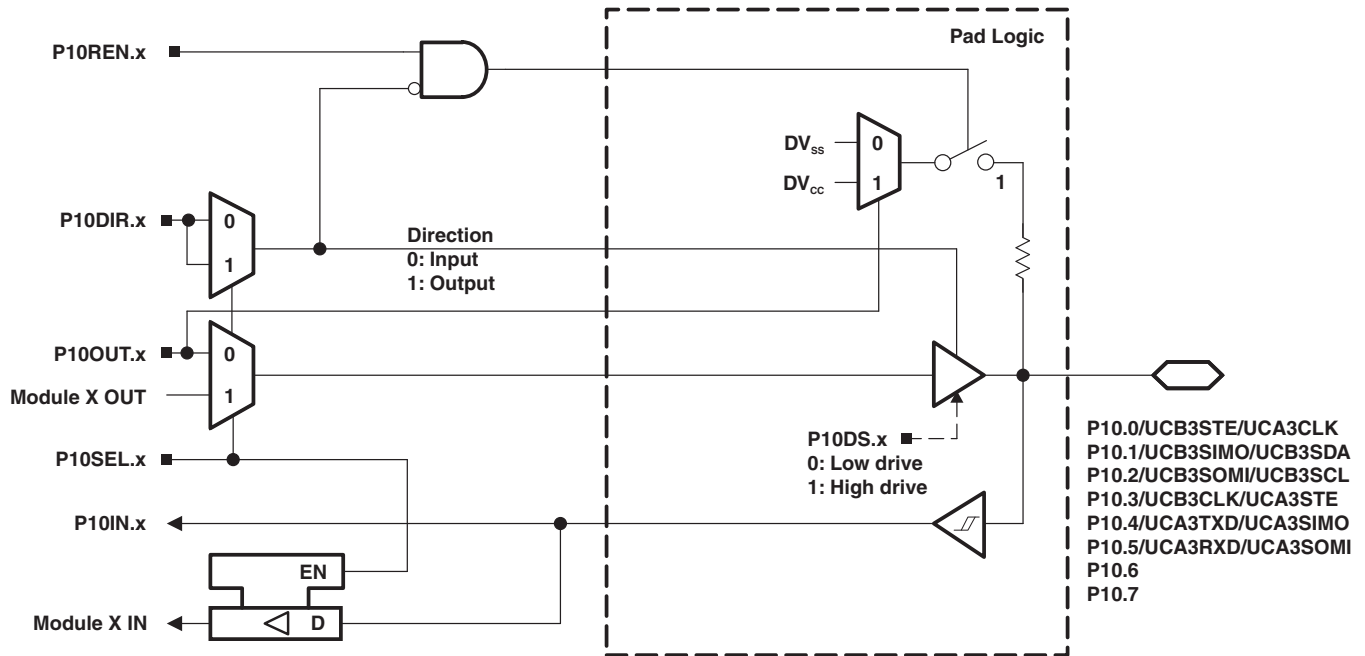 Pad Logic
P10REN.x
DVss
0
DVcc
1
1
P10DIR.x
0
1
Direction
0: Input
1: Output
P10OUT.x
0
Module X OUT
1
P10DS.x
0: Low drive
1: High drive
P10SEL.x
P10IN.x
EN
Module X IN
D
P10.0/UCB3STE/UCA3CLK
P10.1/UCB3SIMO/UCB3SDA
P10.2/UCB3SOMI/UCB3SCL
P10.3/UCB3CLK/UCA3STE
P10.4/UCA3TXD/UCA3SIMO
P10.5/UCA3RXD/UCA3SOMI
P10.6
P10.7